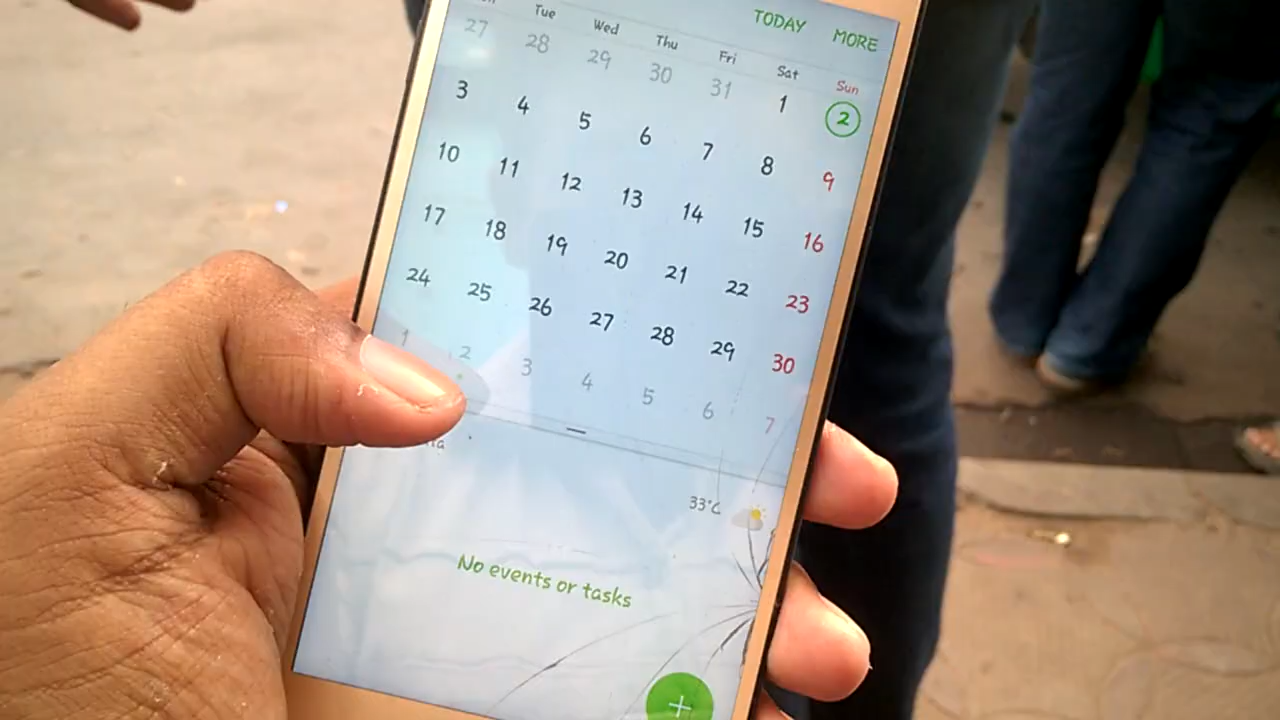 TODAY MORE
Tue Wed Thu Fri Sat Sun
27 28 29 30 31 1 2
3 4 5 6 7 8 9
10 11 12 13 14 15 16
17 18 19 20 21 22 23
24 25 26 27 28 29 30
1 2 3 4 5 6 7
33°C
No events or tasks
+